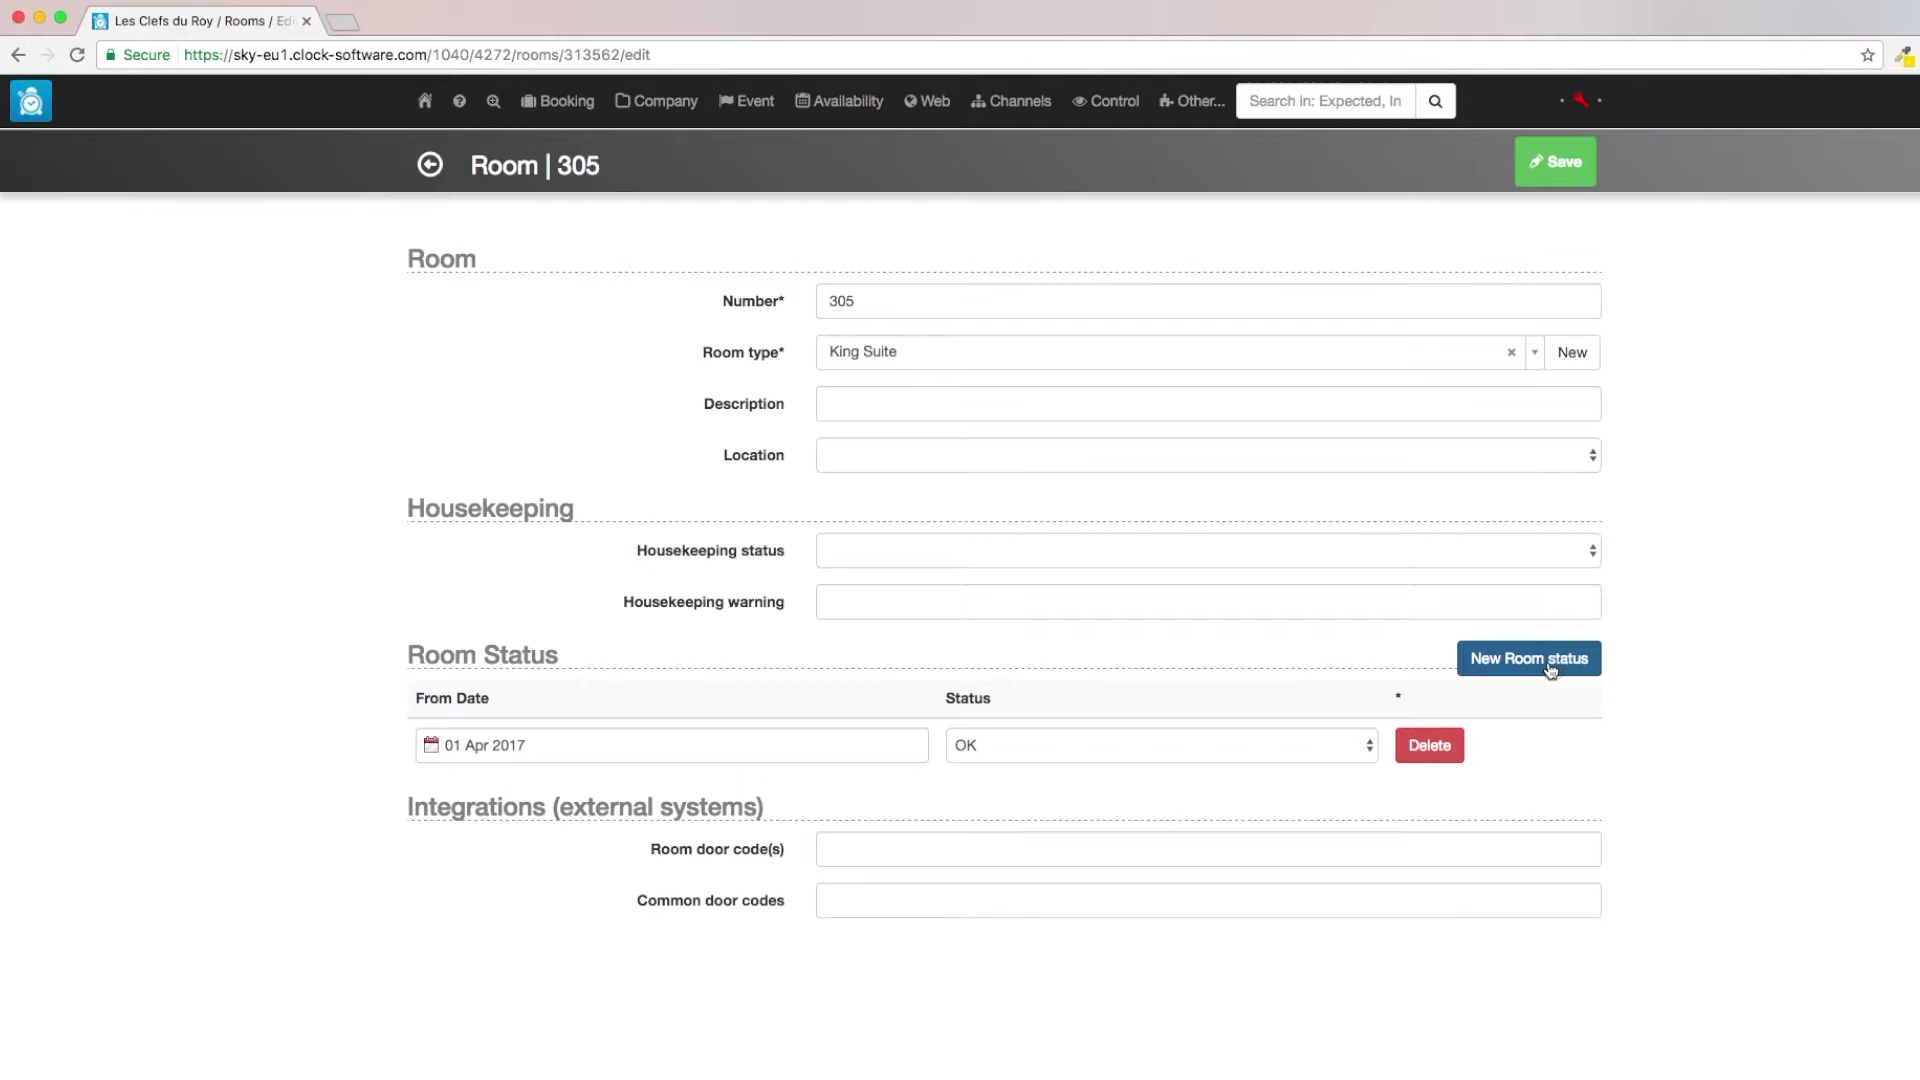 Les Clefs du Roy / Rooms / Edi
Secure https://sky-eu1.clock-software.com/1040/4272/rooms/313562/edit
Booking Company Event Availability Web Channels Control Other... Search in: Expected, In
Room | 305 Save
Room
Number* 305
Room type* King Suite × New
Description
Location
Housekeeping
Housekeeping status
Housekeeping warning
Room Status New Room status
From Date Status *
01 Apr 2017 OK Delete
Integrations (external systems)
Room door code(s)
Common door codes